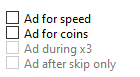 Ad for speed
Ad for coins
Ad during x3
Ad after skip only